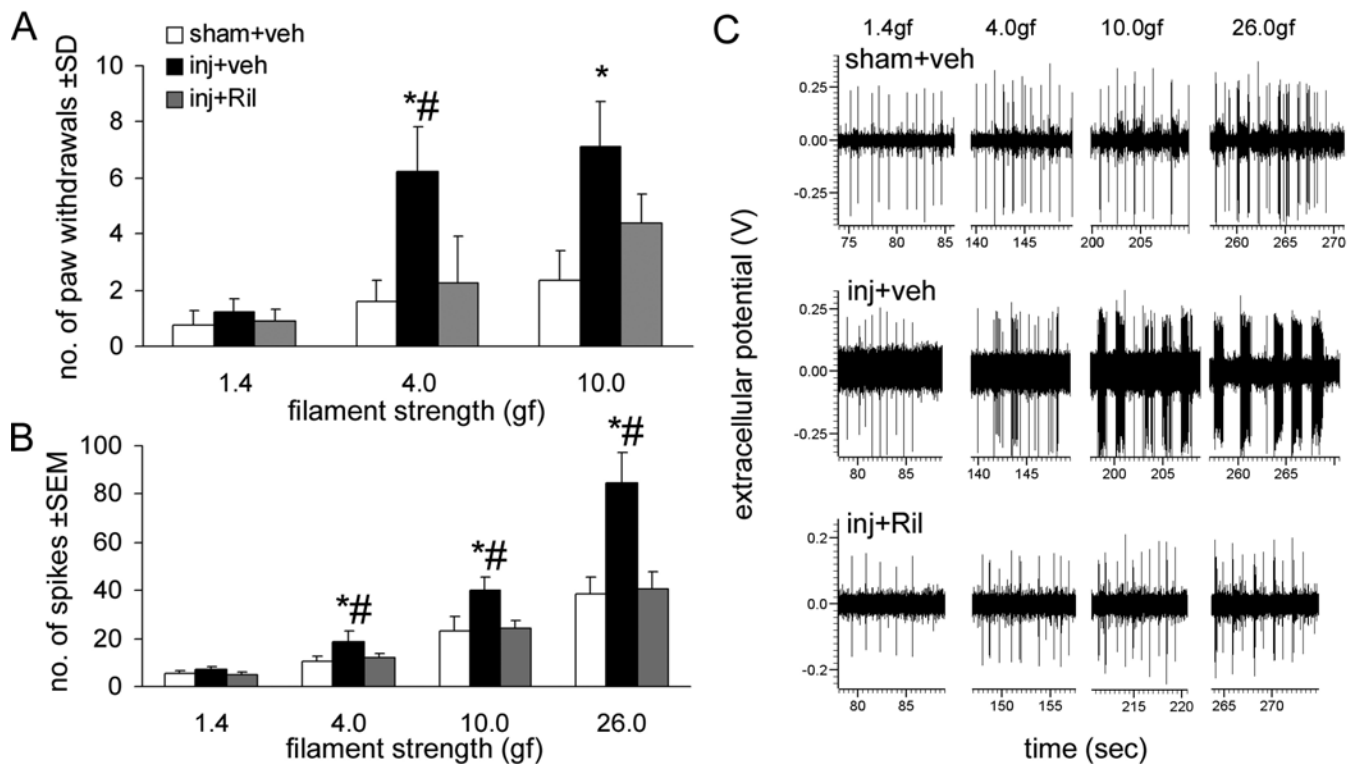 A
sham+veh
inj+veh
inj+Ril
no. of paw withdrawals ±SD
10
8
6
4
2
0
*#
*
1.4 4.0 10.0
filament strength (gf)
B
no. of spikes ±SEM
100
80
60
40
20
0
*#
*#
*#
1.4 4.0 10.0 26.0
filament strength (gf)
C
1.4gf 4.0gf 10.0gf 26.0gf
extracellular potential (V)
sham+veh
0.25
0.00
-0.25
75 80 85 140 145 200 205 260 265 270
inj+veh
0.25
0.00
-0.25
80 85 140 145 200 205 260 265
inj+Ril
0.2
0.0
-0.2
80 85 150 155 215 220 265 270
time (sec)